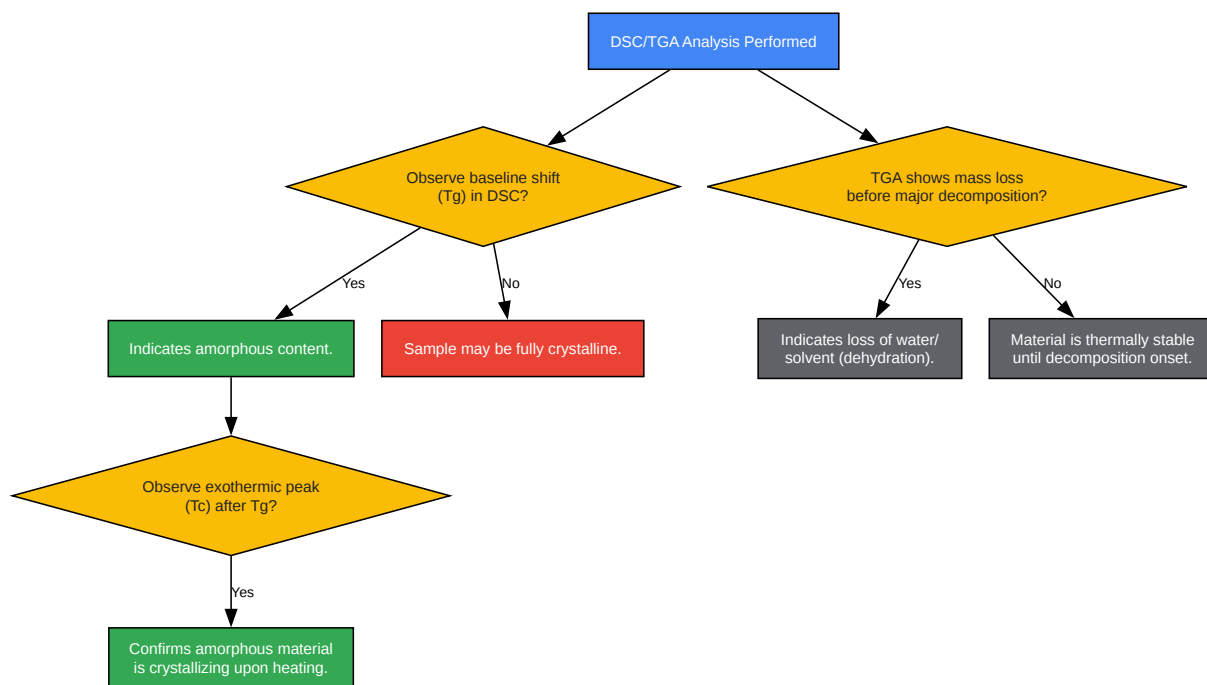 DSC/TGA Analysis Performed
Observe baseline shift
(Tg) in DSC?
TGA shows mass loss
before major decomposition?
Yes
No
Yes
No
Indicates amorphous content.
Sample may be fully crystalline.
Indicates loss of water/
solvent (dehydration).
Material is thermally stable
until decomposition onset.
Observe exothermic peak
(Tc) after Tg?
Yes
Confirms amorphous material
is crystallizing upon heating.